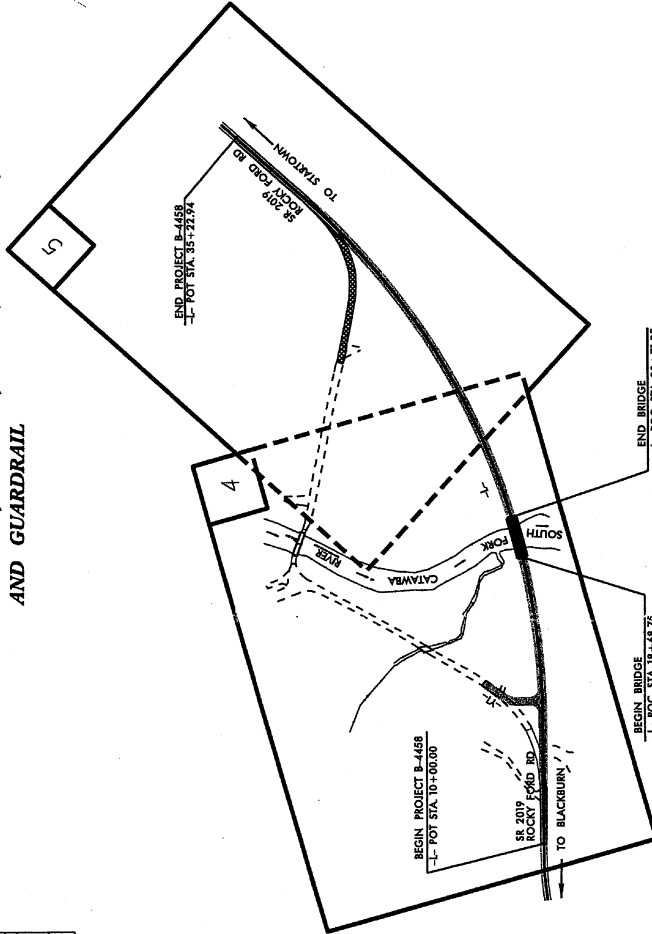 AND GUARDRAIL
5
END PROJECT B-4458
-L- POT STA. 35+22.94
SR 2019
ROCKY FORD RD
TO STARTOWN
4
RIVER
CATAWBA
FORK
SOUTH
END BRIDGE
BEGIN BRIDGE
BEGIN PROJECT B-4458
-L- POT STA. 10+00.00
SR 2019
ROCKY FORD RD
TO BLACKBURN